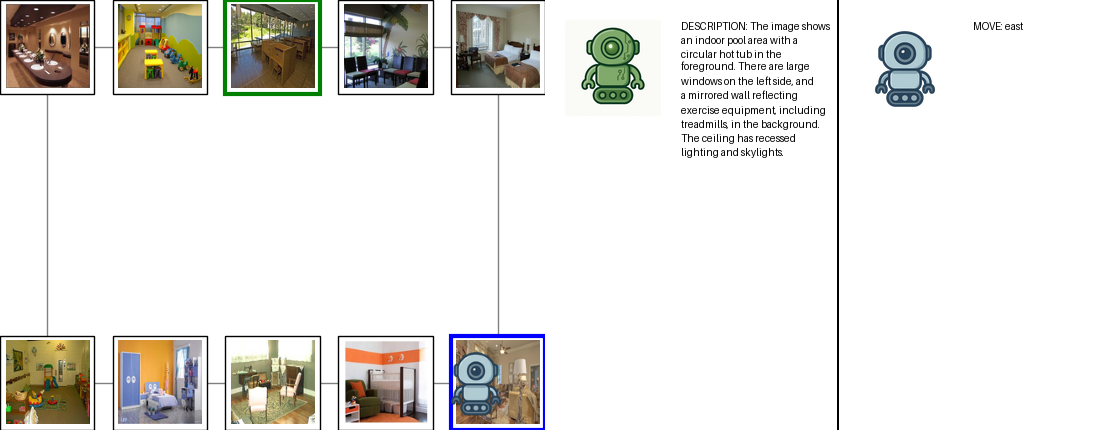 DESCRIPTION: The image shows
an indoor pool area with a
circular hot tub in the
foreground. There are large
windows on the left side, and
a mirrored wall reflecting
exercise equipment, including
treadmills, in the background.
The ceiling has recessed
lighting and skylights.
MOVE: east